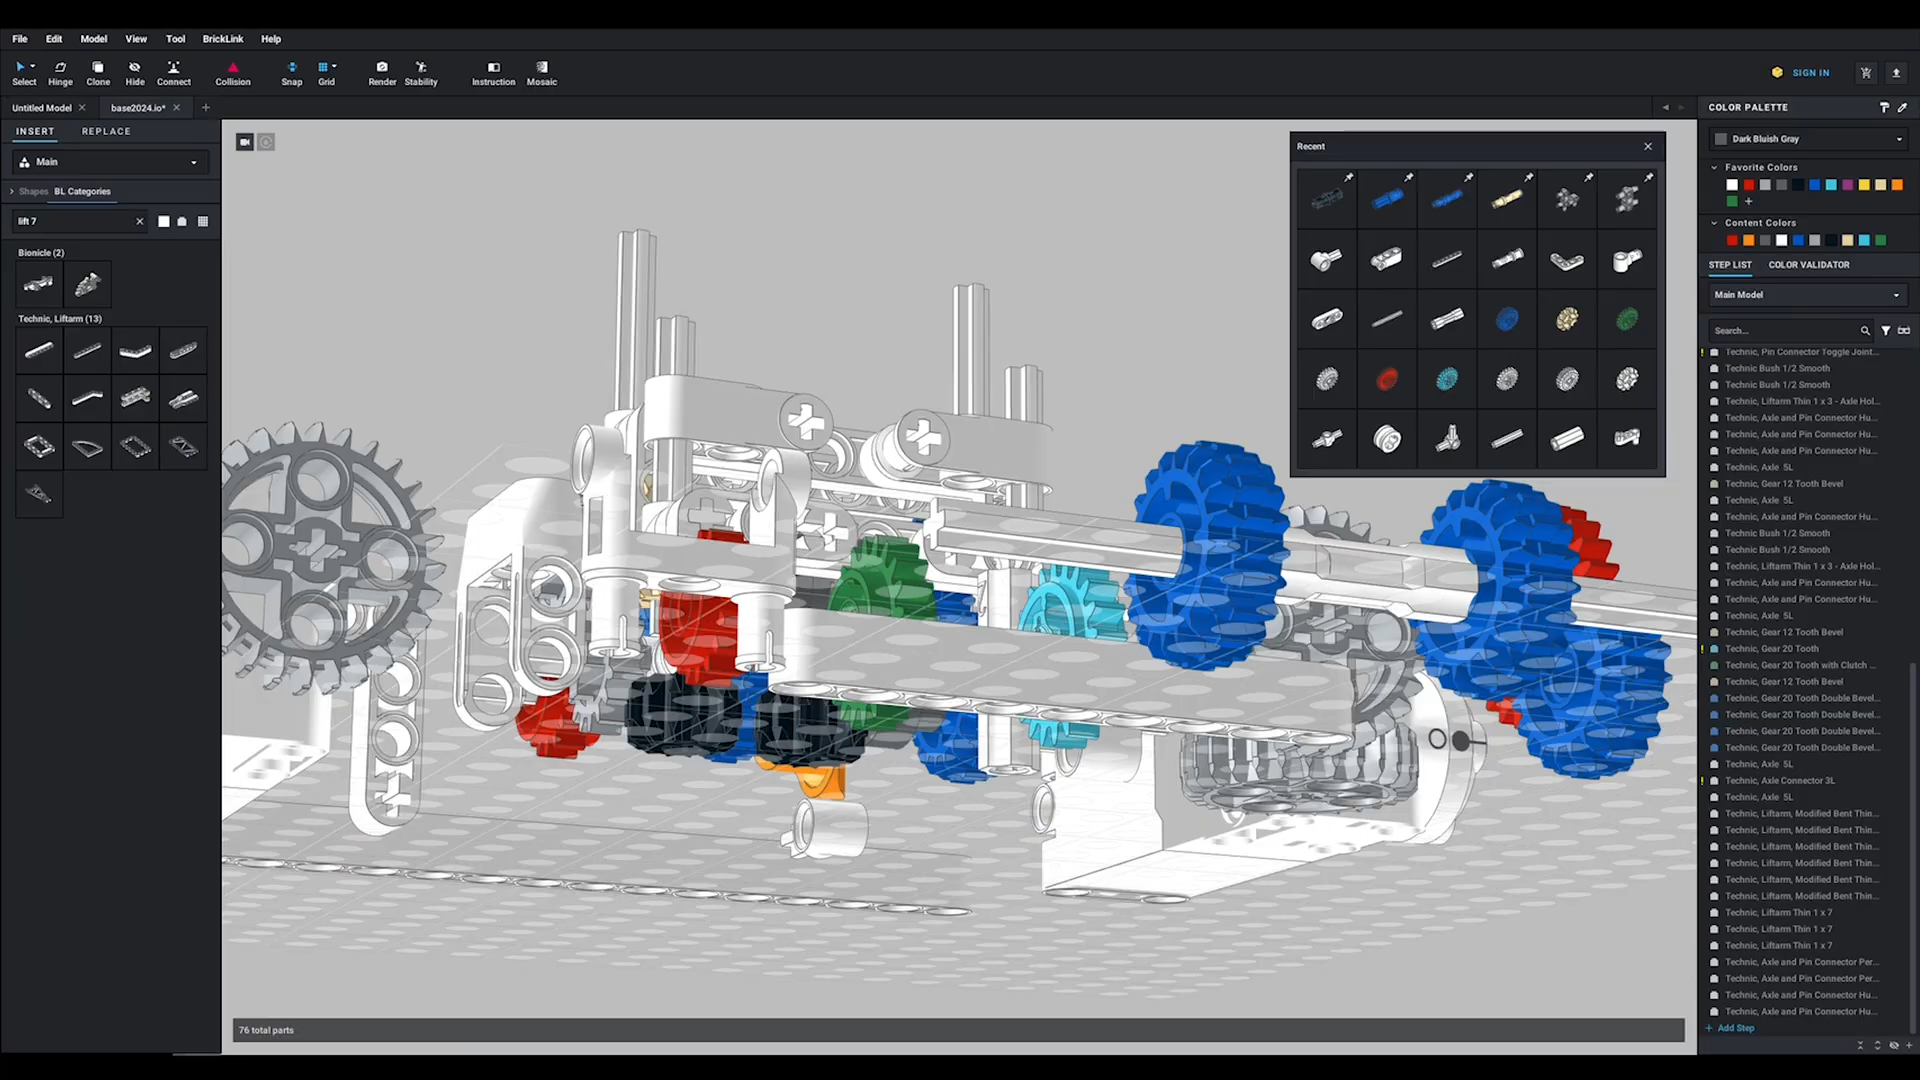 File Edit Model View Tool BrickLink Help
Select Hinge Clone Hide Connect Collision Snap Grid Render Stability Instruction Mosaic
SIGN IN
Untitled Model base2024.io*
INSERT REPLACE
Main
Shapes BL Categories
lift 7
Bionicle (2)
Technic, Liftarm (13)
Recent
76 total parts
COLOR PALETTE
Dark Bluish Gray
Favorite Colors
Content Colors
STEP LIST COLOR VALIDATOR
Main Model
Search...
Technic, Pin Connector Toggle Joint...
Technic Bush 1/2 Smooth
Technic Bush 1/2 Smooth
Technic, Liftarm Thin 1 x 3 - Axle Hol...
Technic, Axle and Pin Connector Hu...
Technic, Axle and Pin Connector Hu...
Technic, Axle and Pin Connector Hu...
Technic, Axle 5L
Technic, Gear 12 Tooth Bevel
Technic, Axle 5L
Technic, Axle and Pin Connector Hu...
Technic Bush 1/2 Smooth
Technic Bush 1/2 Smooth
Technic, Liftarm Thin 1 x 3 - Axle Hol...
Technic, Axle and Pin Connector Hu...
Technic, Axle and Pin Connector Hu...
Technic, Axle 5L
Technic, Gear 12 Tooth Bevel
Technic, Gear 20 Tooth
Technic, Gear 20 Tooth with Clutch ...
Technic, Gear 12 Tooth Bevel
Technic, Gear 20 Tooth Double Bevel...
Technic, Gear 20 Tooth Double Bevel...
Technic, Gear 20 Tooth Double Bevel...
Technic, Gear 20 Tooth Double Bevel...
Technic, Axle 5L
Technic, Axle Connector 3L
Technic, Axle 5L
Technic, Liftarm, Modified Bent Thin...
Technic, Liftarm, Modified Bent Thin...
Technic, Liftarm, Modified Bent Thin...
Technic, Liftarm, Modified Bent Thin...
Technic, Liftarm, Modified Bent Thin...
Technic, Liftarm, Modified Bent Thin...
Technic, Liftarm Thin 1 x 7
Technic, Liftarm Thin 1 x 7
Technic, Liftarm Thin 1 x 7
Technic, Axle and Pin Connector Per...
Technic, Axle and Pin Connector Per...
Technic, Axle and Pin Connector Hu...
Technic, Axle and Pin Connector Hu...
+ Add Step